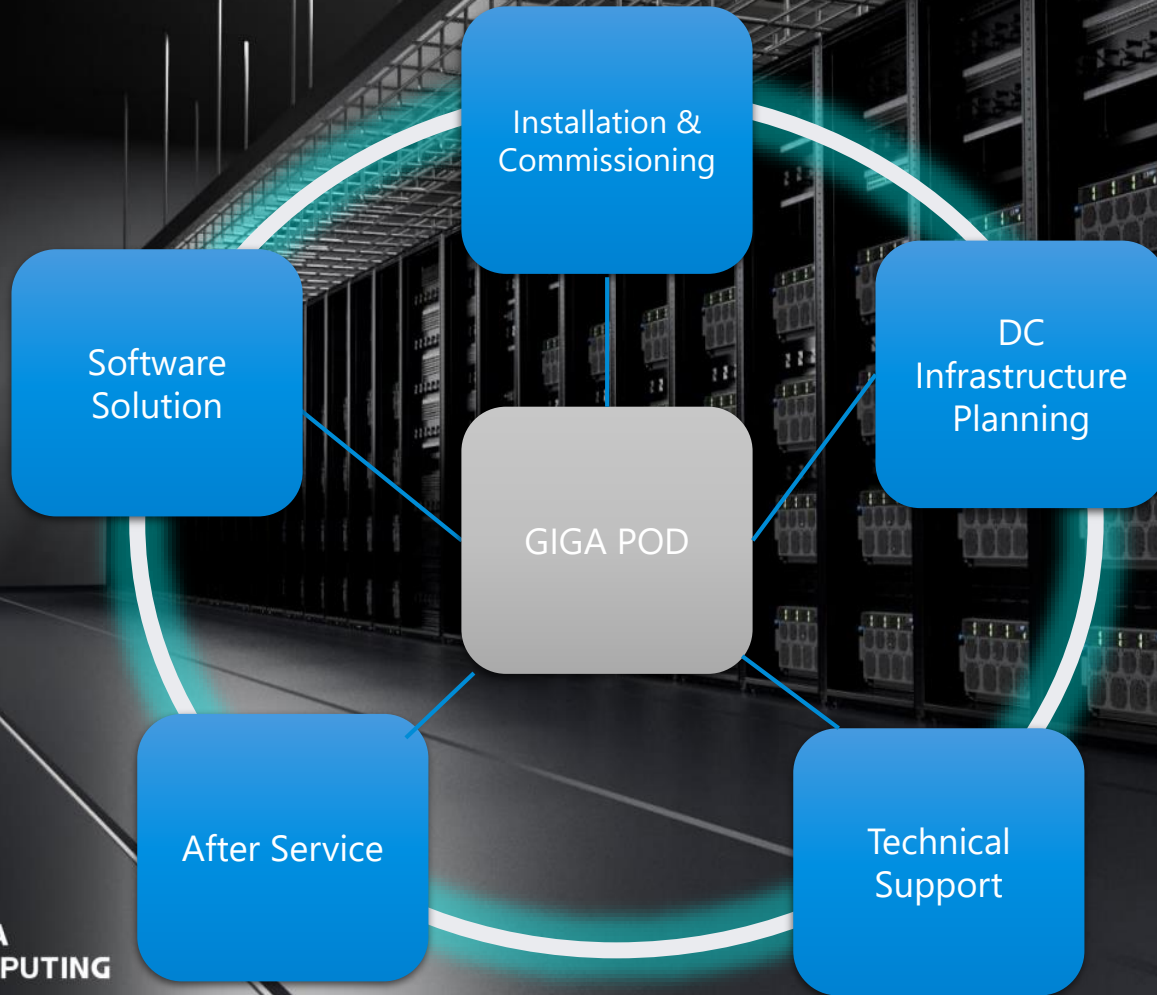 Installation &
Commissioning
DC
Infrastructure
Planning
Software
Solution
GIGA POD
After Service
Technical
Support
A
PUTING